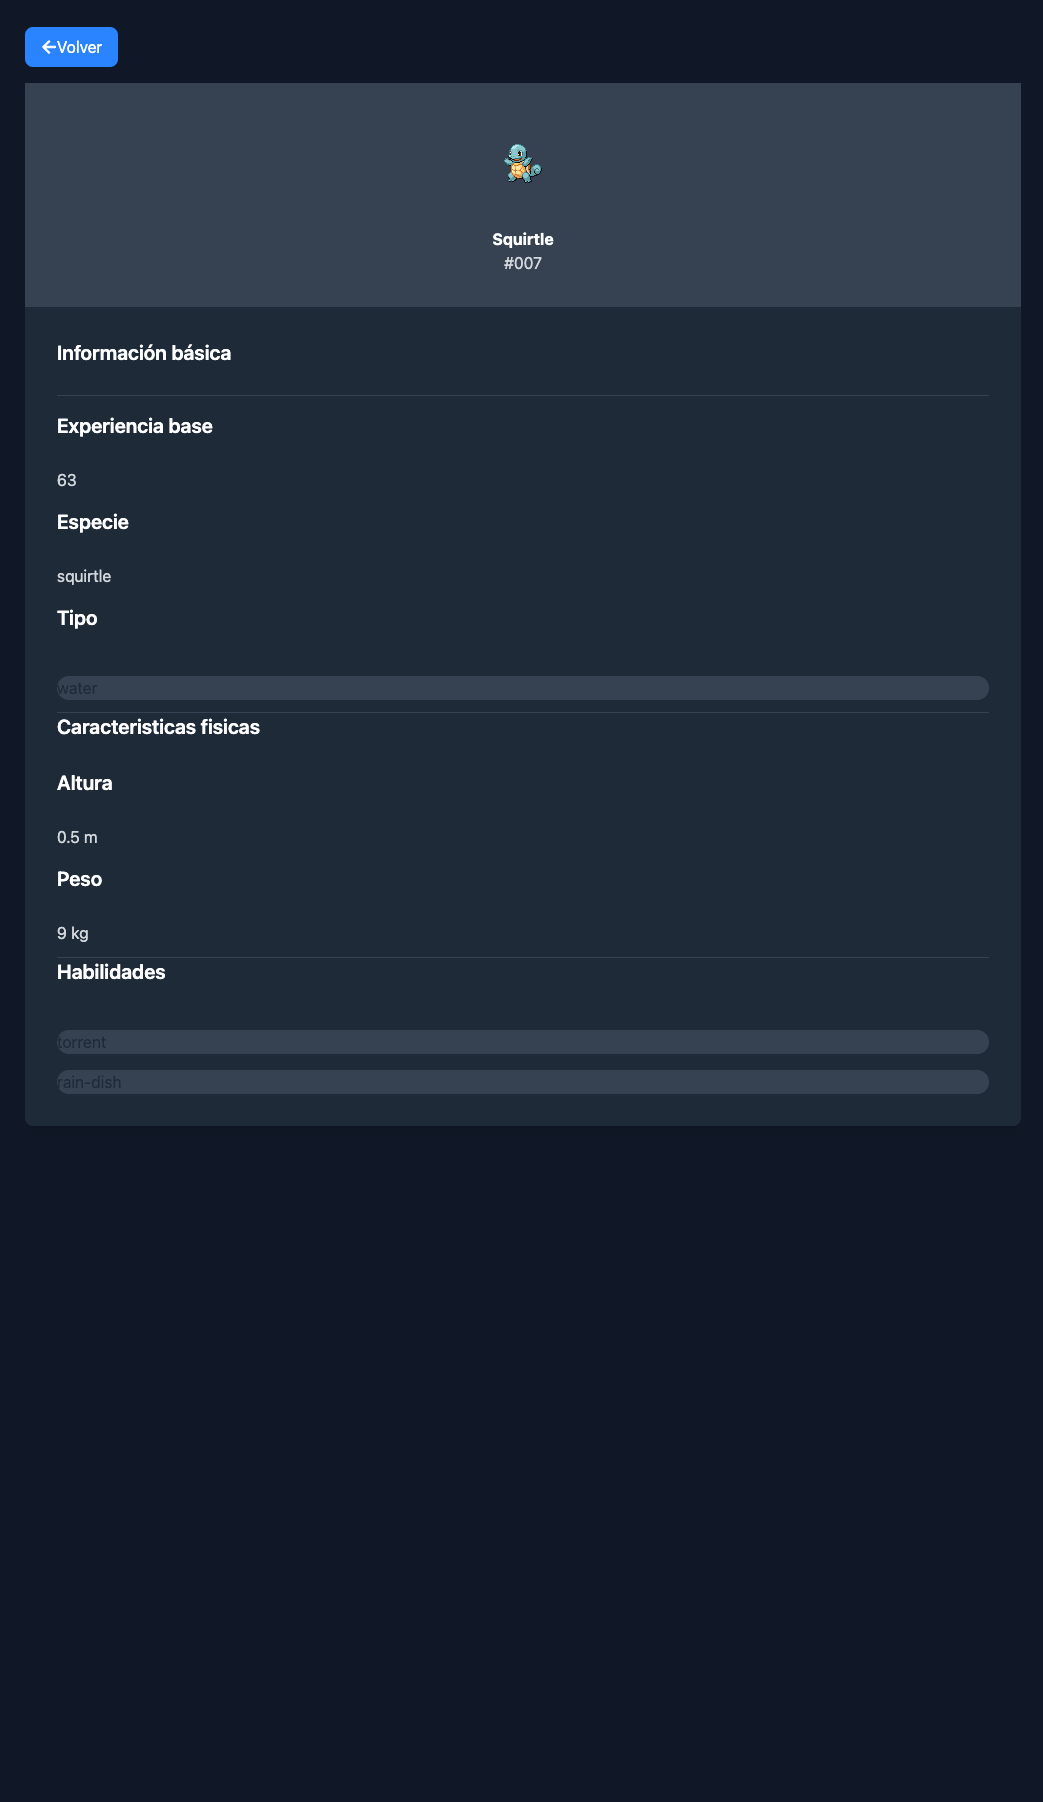 Volver
Squirtle
#007
Información básica
Experiencia base
63
Especie
squirtle
Tipo
water
Caracteristicas fisicas
Altura
0.5 m
Peso
9 kg
Habilidades
torrent
rain-dish